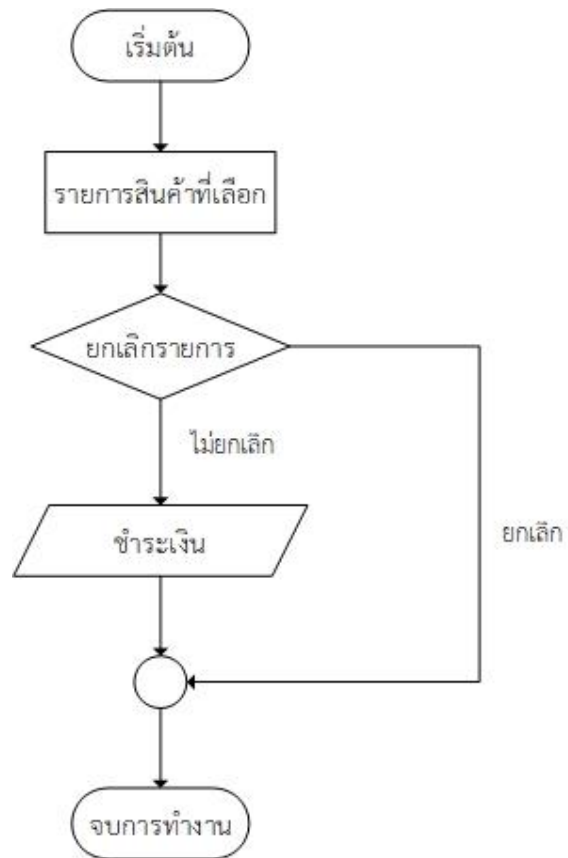 เริ่มต้น
รายการสินค้าที่เลือก
ยกเลิกรายการ
ไม่ยกเลิก
ชำระเงิน
ยกเลิก
จบการทำงาน